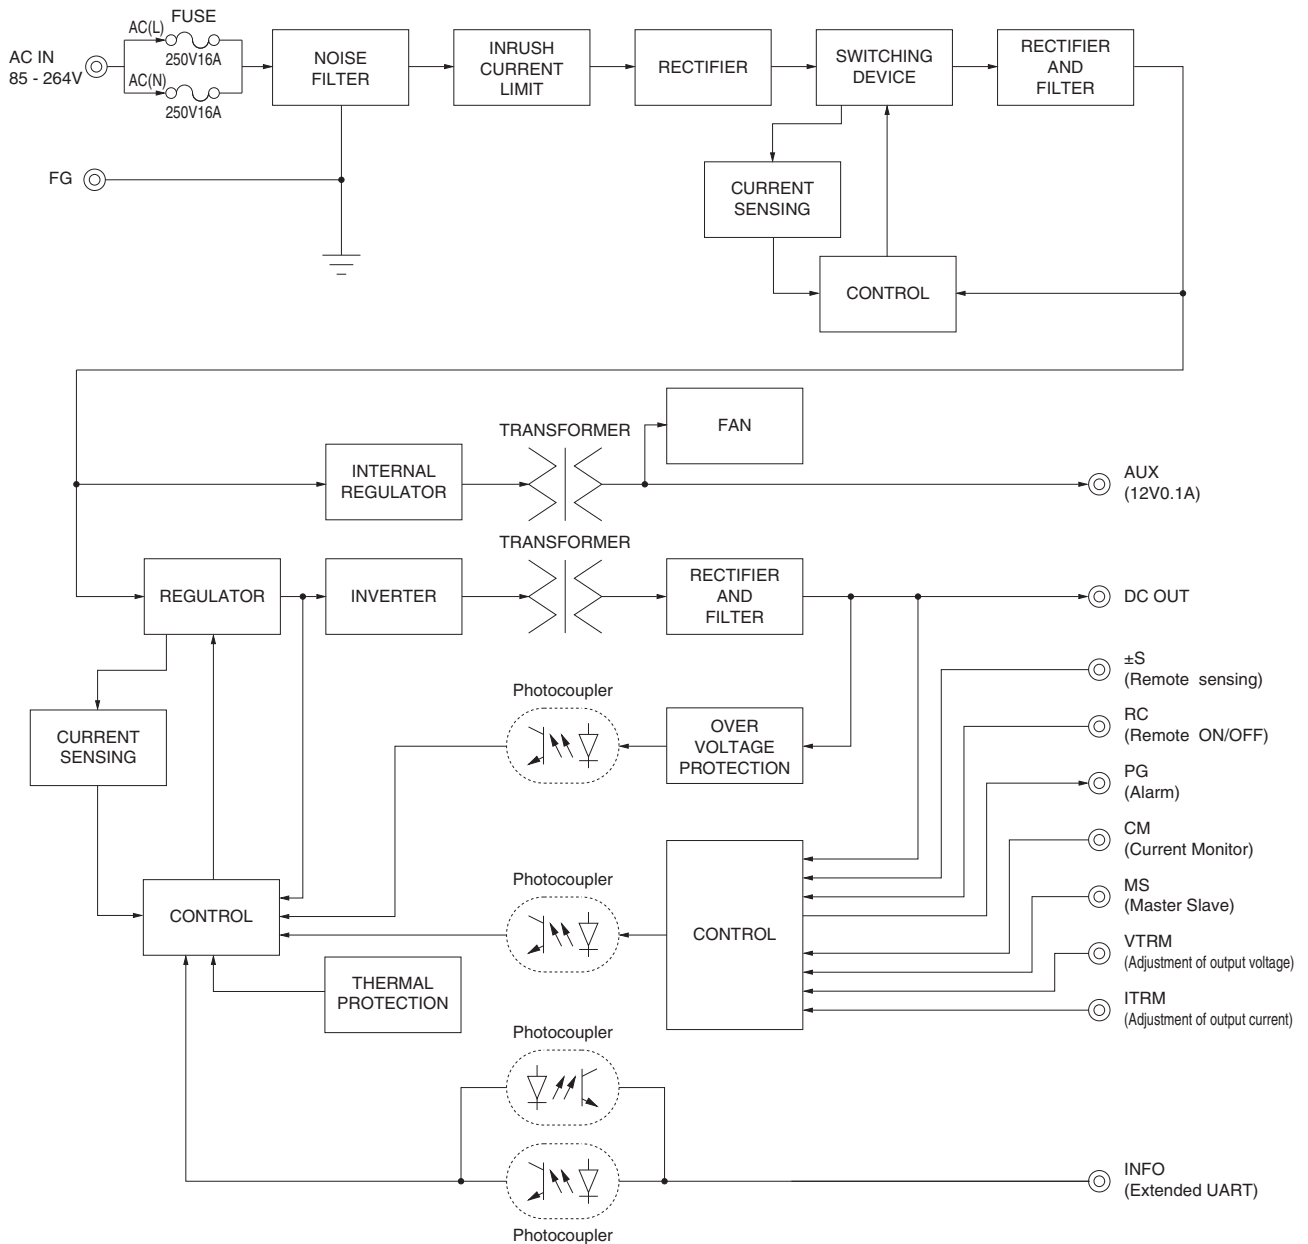 FUSE
AC(L)
250V16A
AC IN
85 - 264V
AC(N)
250V16A
NOISE
FILTER
INRUSH
CURRENT
LIMIT
RECTIFIER
SWITCHING
DEVICE
RECTIFIER
AND
FILTER
FG
CURRENT
SENSING
CONTROL
TRANSFORMER
FAN
INTERNAL
REGULATOR
AUX
(12V0.1A)
TRANSFORMER
REGULATOR
INVERTER
RECTIFIER
AND
FILTER
DC OUT
±S
(Remote sensing)
Photocoupler
OVER
VOLTAGE
PROTECTION
RC
(Remote ON/OFF)
CURRENT
SENSING
PG
(Alarm)
CM
(Current Monitor)
Photocoupler
MS
(Master Slave)
CONTROL
CONTROL
VTRM
(Adjustment of output voltage)
THERMAL
PROTECTION
ITRM
(Adjustment of output current)
Photocoupler
INFO
(Extended UART)
Photocoupler